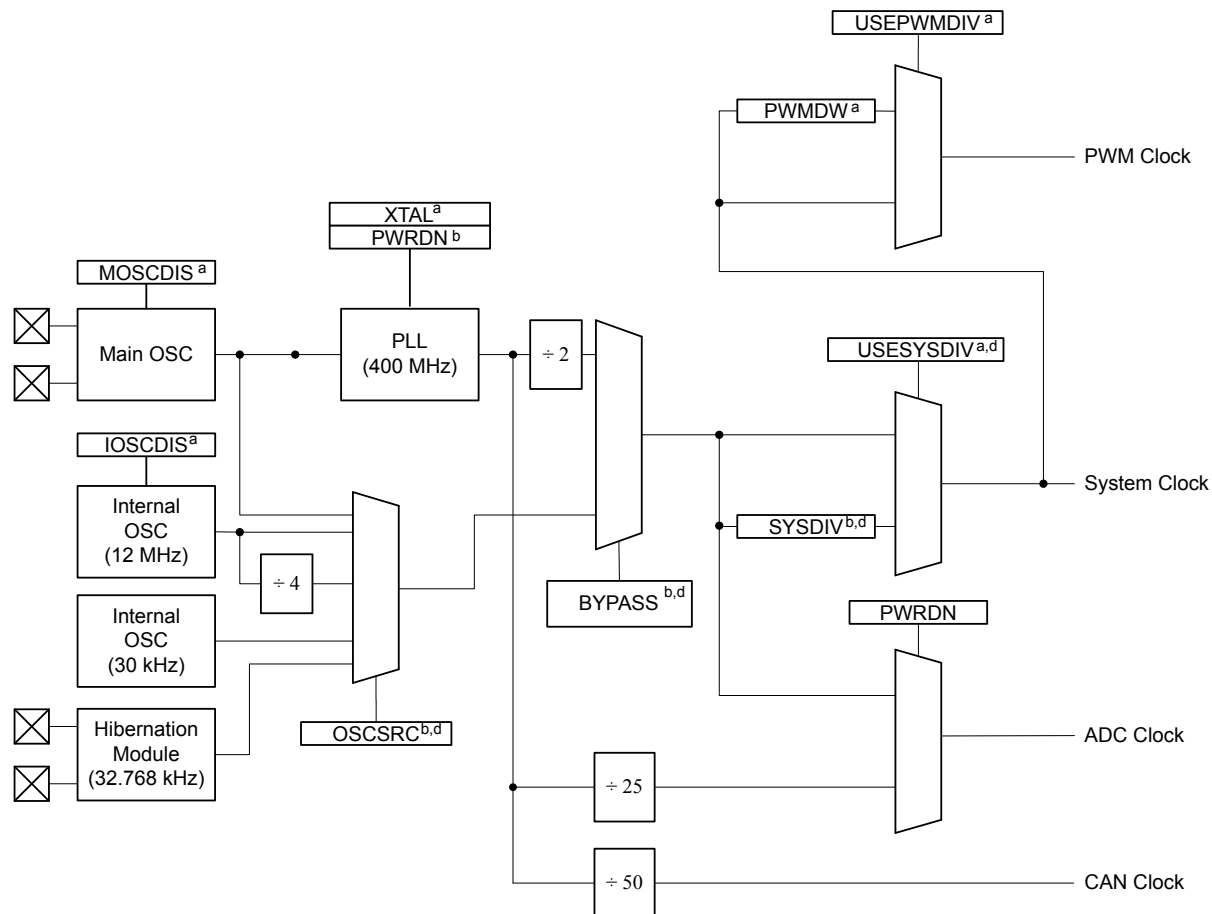 USEPWMDIV a
PWMDW a
PWM Clock
XTAL a
PWRDN b
MOSCDIS a
Main OSC
PLL
(400 MHz)
÷ 2
USESYSDIV a,d
IOSCDIS a
Internal
OSC
(12 MHz)
÷ 4
System Clock
SYSDIV b,d
BYPASS b,d
Internal
OSC
(30 kHz)
PWRDN
Hibernation
Module
(32.768 kHz)
OSCSRC b,d
ADC Clock
÷ 25
÷ 50
CAN Clock